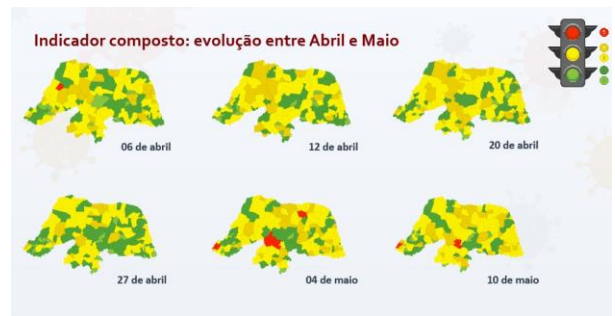 Indicador composto: evolução entre Abril e Maio
06 de abril
12 de abril
20 de abril
27 de abril
04 de maio
10 de maio